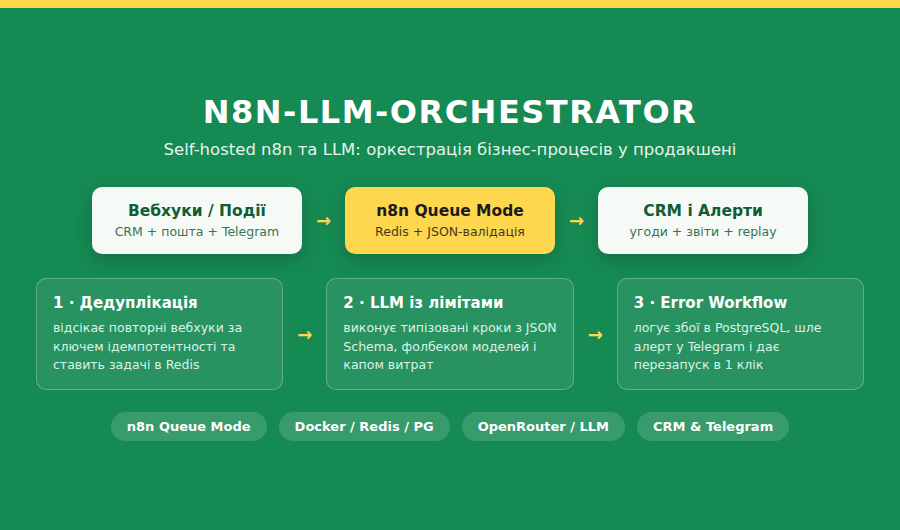 N8N-LLM-ORCHESTRATOR
Self-hosted n8n та LLM: оркестрація бізнес-процесів у продакшені
Вебхуки / Події
CRM + пошта + Telegram
→
n8n Queue Mode
Redis + JSON-валідація
→
CRM і Алерти
угоди + звіти + replay
1 · Дедуплікація
відсікає повторні вебхуки за
ключем ідемпотентності та
ставить задачі в Redis
→
2 · LLM із лімітами
виконує типізовані кроки з JSON
Schema, фолбеком моделей і
капом витрат
→
3 · Error Workflow
логує збої в PostgreSQL, шле
алерт у Telegram і дає
перезапуск в 1 клік
n8n Queue Mode
Docker / Redis / PG
OpenRouter / LLM
CRM & Telegram